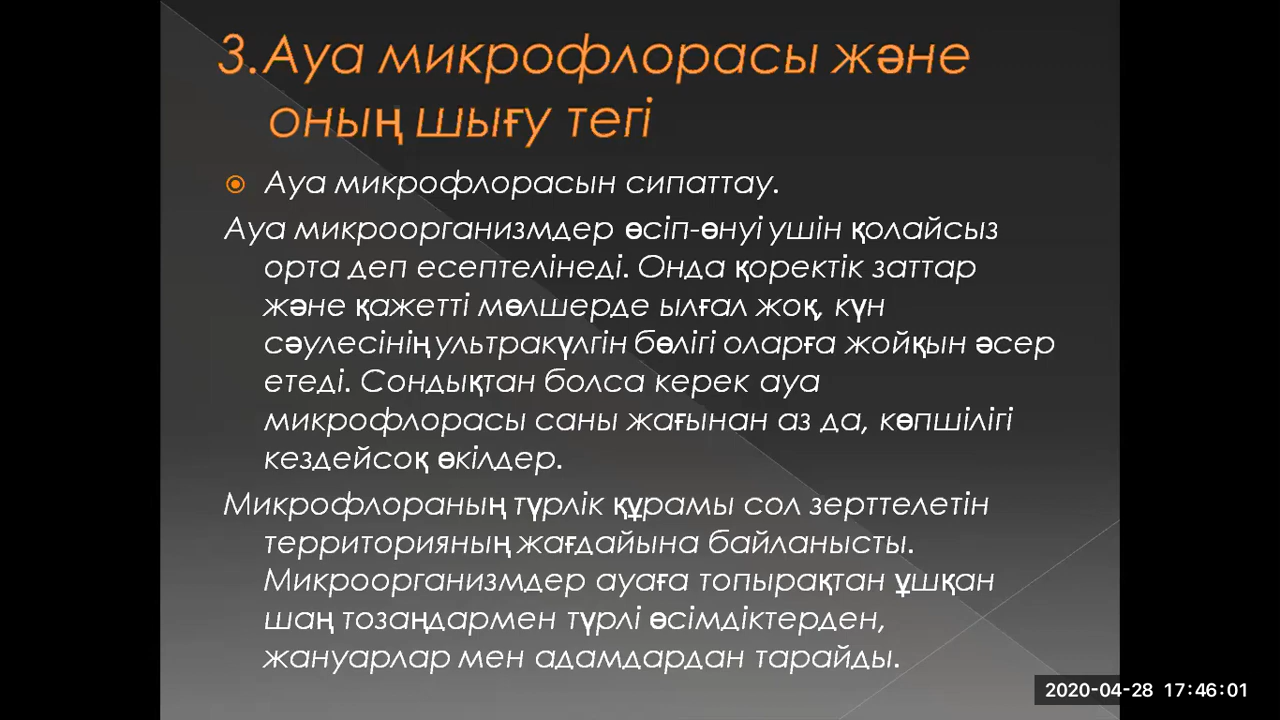 3.Ауа микрофлорасы және
оның шығу тегі
Ауа микрофлорасын сипаттау.
Ауа микроорганизмдер өсіп-өнуі ушін қолайсыз
орта деп есептелінеді. Онда қоректік заттар
және қажетті мөлшерде ылғал жоқ, күн
сәулесінің ультракүлгін бөлігі оларға жойқын әсер
етеді. Сондықтан болса керек ауа
микрофлорасы саны жағынан аз да, көпшілігі
кездейсоқ өкілдер.
Микрофлораның түрлік құрамы сол зерттелетін
территорияның жағдайына байланысты.
Микроорганизмдер ауаға топырақтан ұшқан
шаң тозаңдармен түрлі өсімдіктерден,
жануарлар мен адамдардан тарайды.
2020-04-28 17:46:01